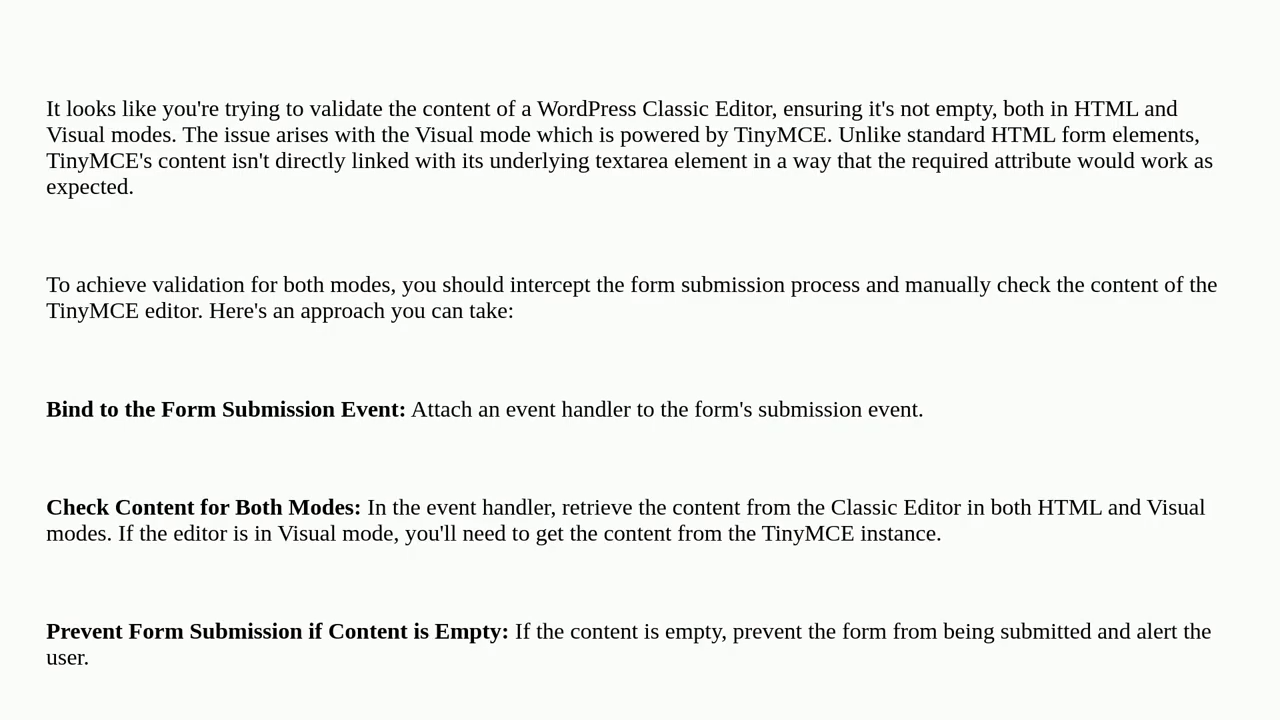 It looks like you're trying to validate the content of a WordPress Classic Editor, ensuring it's not empty, both in HTML and
Visual modes. The issue arises with the Visual mode which is powered by TinyMCE. Unlike standard HTML form elements,
TinyMCE's content isn't directly linked with its underlying textarea element in a way that the required attribute would work as
expected.
To achieve validation for both modes, you should intercept the form submission process and manually check the content of the
TinyMCE editor. Here's an approach you can take:
Bind to the Form Submission Event: Attach an event handler to the form's submission event.
Check Content for Both Modes: In the event handler, retrieve the content from the Classic Editor in both HTML and Visual
modes. If the editor is in Visual mode, you'll need to get the content from the TinyMCE instance.
Prevent Form Submission if Content is Empty: If the content is empty, prevent the form from being submitted and alert the
user.